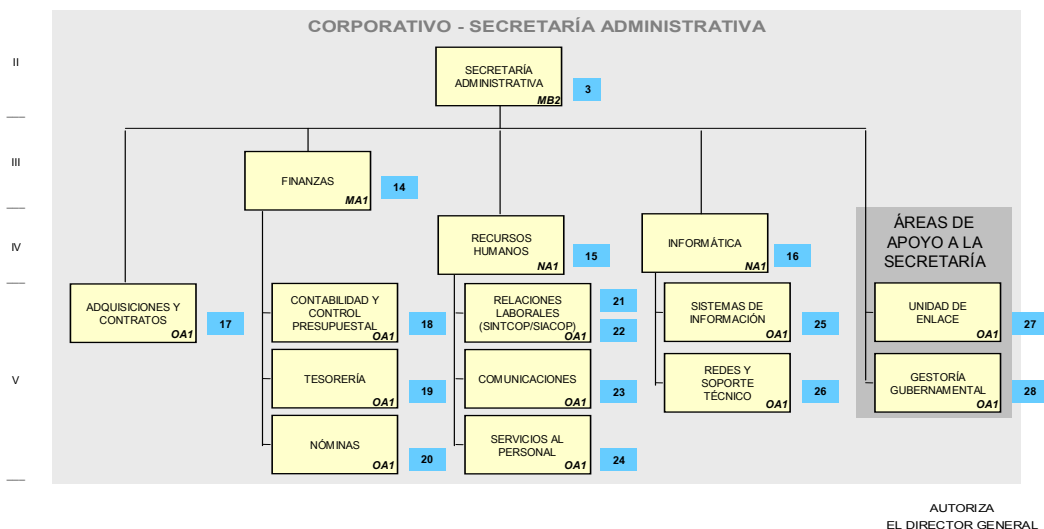 CORPORATIVO - SECRETARÍA ADMINISTRATIVA
II
SECRETARÍA
ADMINISTRATIVA
MB2
3
III
FINANZAS
MA1
14
IV
RECURSOS
HUMANOS
NA1
15
INFORMÁTICA
NA1
16
ÁREAS DE
APOYO A LA
SECRETARÍA
V
ADQUISICIONES Y
CONTRATOS
OA1
17
CONTABILIDAD Y
CONTROL
PRESUPUESTAL
OA1
18
RELACIONES
LABORALES
(SINTCOP/SIACOP)
OA1
21
22
SISTEMAS DE
INFORMACIÓN
OA1
25
UNIDAD DE
ENLACE
OA1
27
TESORERÍA
OA1
19
COMUNICACIONES
OA1
23
REDES Y
SOPORTE
TÉCNICO
OA1
26
GESTORÍA
GUBERNAMENTAL
OA1
28
NÓMINAS
OA1
20
SERVICIOS AL
PERSONAL
OA1
24
AUTORIZA
EL DIRECTOR GENERAL